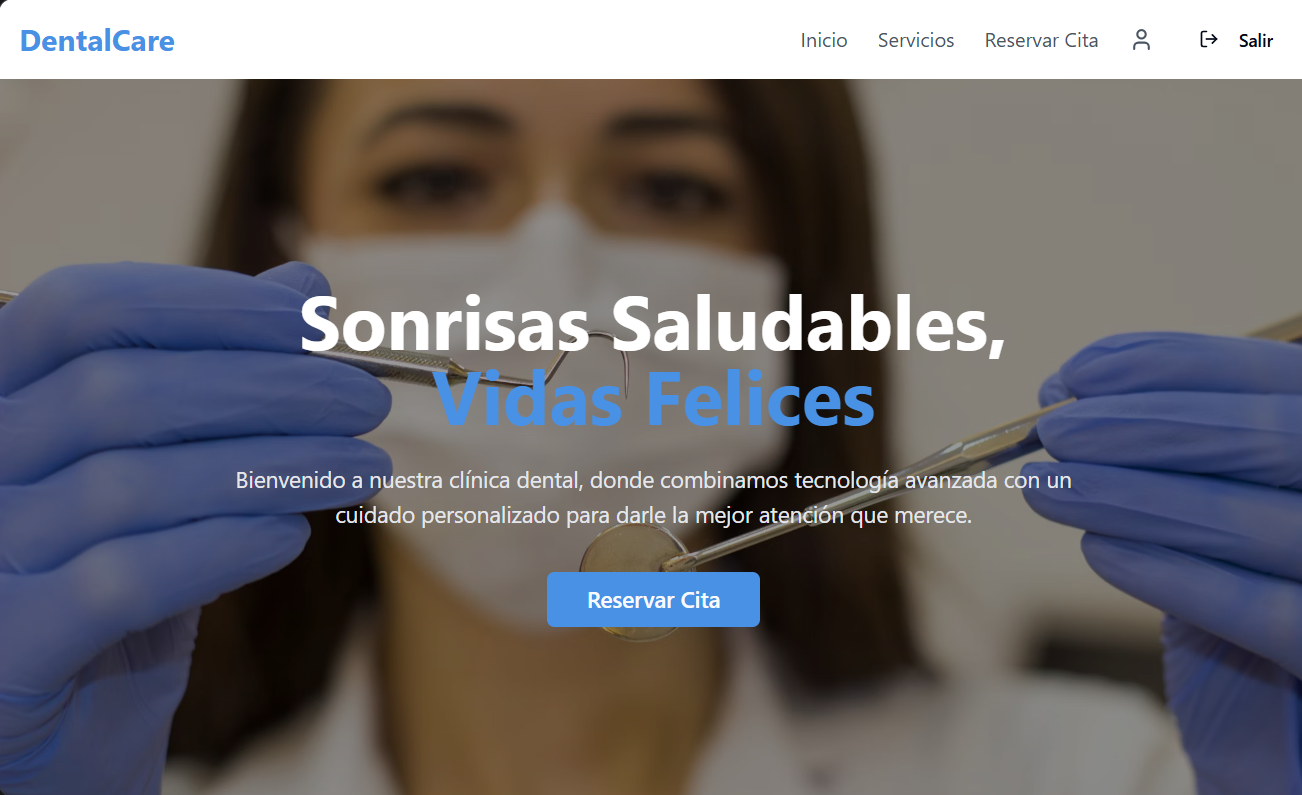 DentalCare
Inicio
Servicios
Reservar Cita
Salir
Sonrisas Saludables,
Vidas Felices
Bienvenido a nuestra clínica dental, donde combinamos tecnología avanzada con un
cuidado personalizado para darle la mejor atención que merece.
Reservar Cita